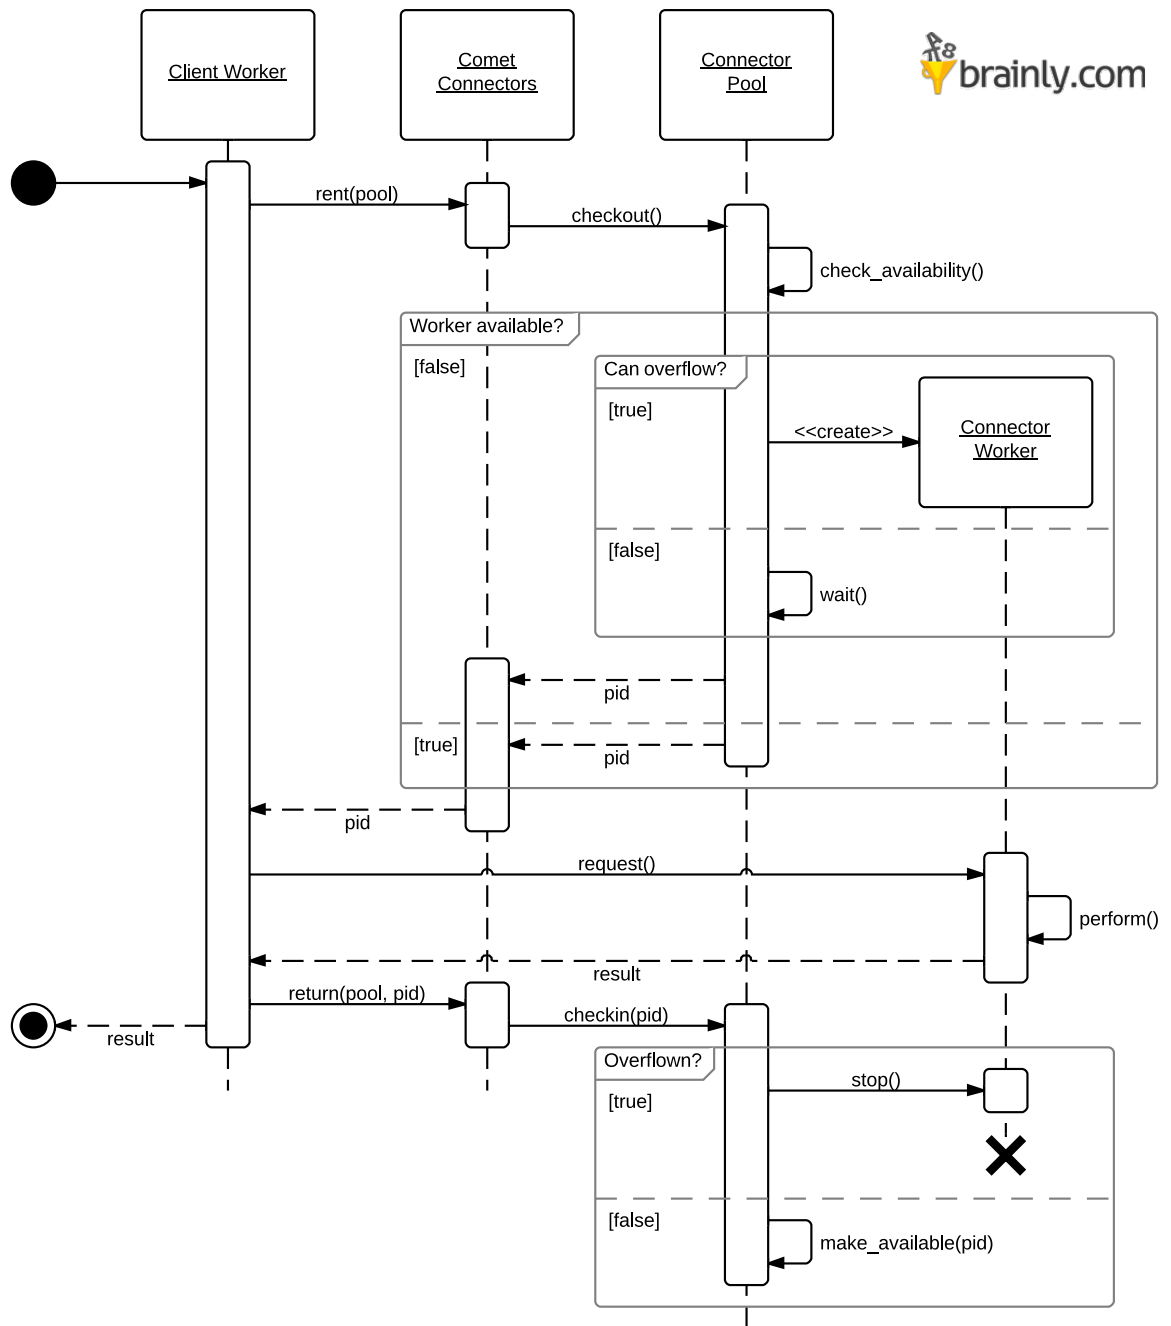 Client Worker
Comet
Connectors
Connector
Pool
brainly.com
rent(pool)
checkout()
check_availability()
Worker available?
[false]
Can overflow?
[true]
<<create>>
Connector
Worker
[false]
wait()
pid
[true]
pid
pid
request()
perform()
result
return(pool, pid)
checkin(pid)
result
Overflown?
stop()
[true]
[false]
make_available(pid)